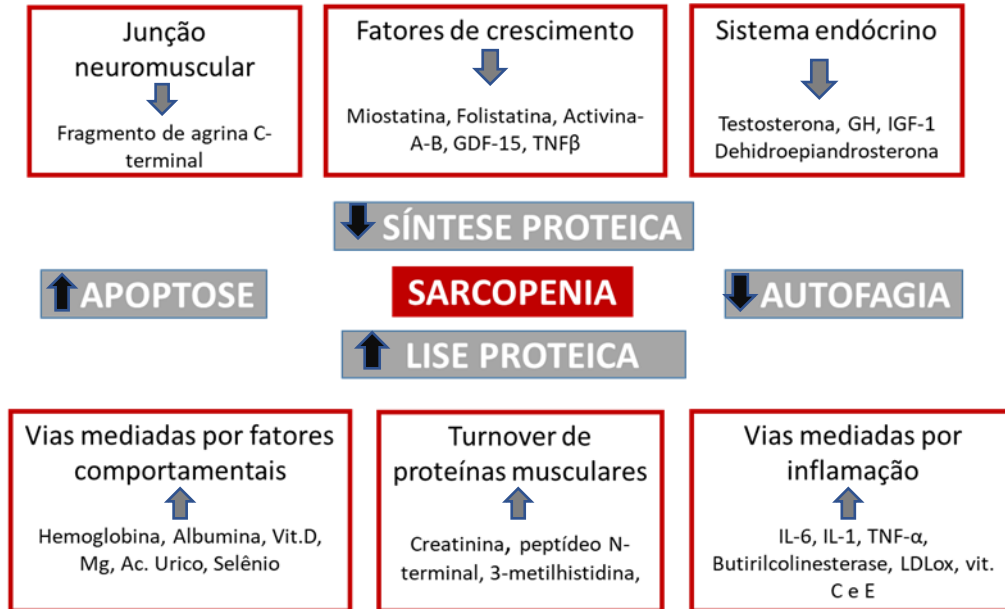 Junção
neuromuscular
Fragmento de agrina C-
terminal
Fatores de crescimento
Miostatina, Folistatina, Activina-
A-B, GDF-15, TNFβ
Sistema endócrino
Testosterona, GH, IGF-1
Dehidroepiandrosterona
SÍNTESE PROTEICA
APOPTOSE
SARCOPENIA
AUTOFAGIA
LISE PROTEICA
Vias mediadas por fatores
comportamentais
Hemoglobina, Albumina, Vit.D,
Mg, Ac. Urico, Selênio
Turnover de
proteínas musculares
Creatinina, peptídeo N-
terminal, 3-metilhistidina,
Vias mediadas por
inflamação
IL-6, IL-1, TNF-α,
Butirilcolinesterase, LDLox, vit.
C e E